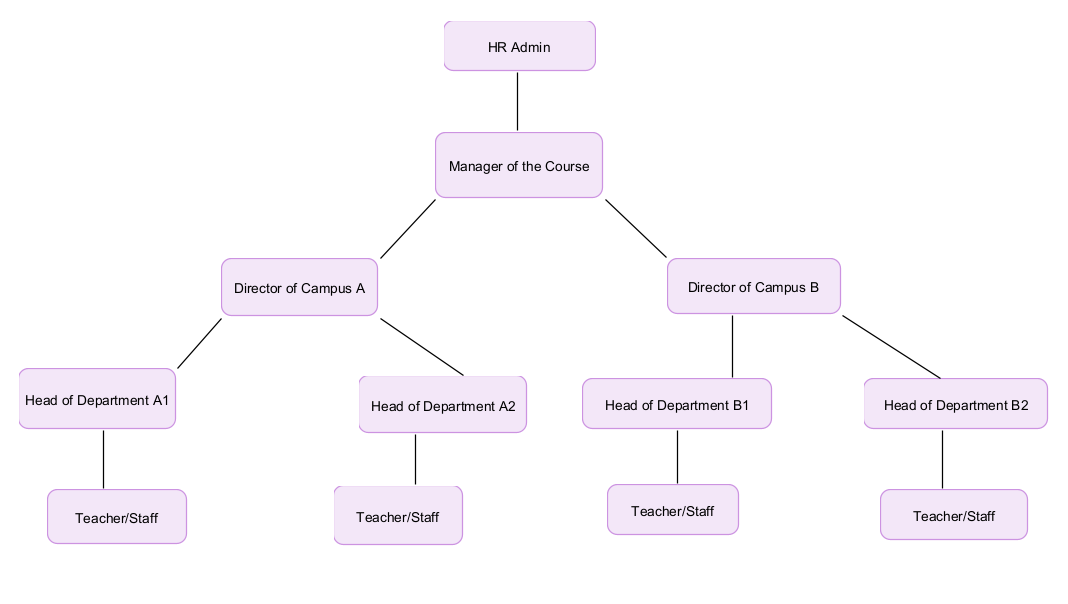 HR Admin
Manager of the Course
Director of Campus A
Director of Campus B
Head of Department A1
Head of Department A2
Head of Department B1
Head of Department B2
Teacher/Staff
Teacher/Staff
Teacher/Staff
Teacher/Staff